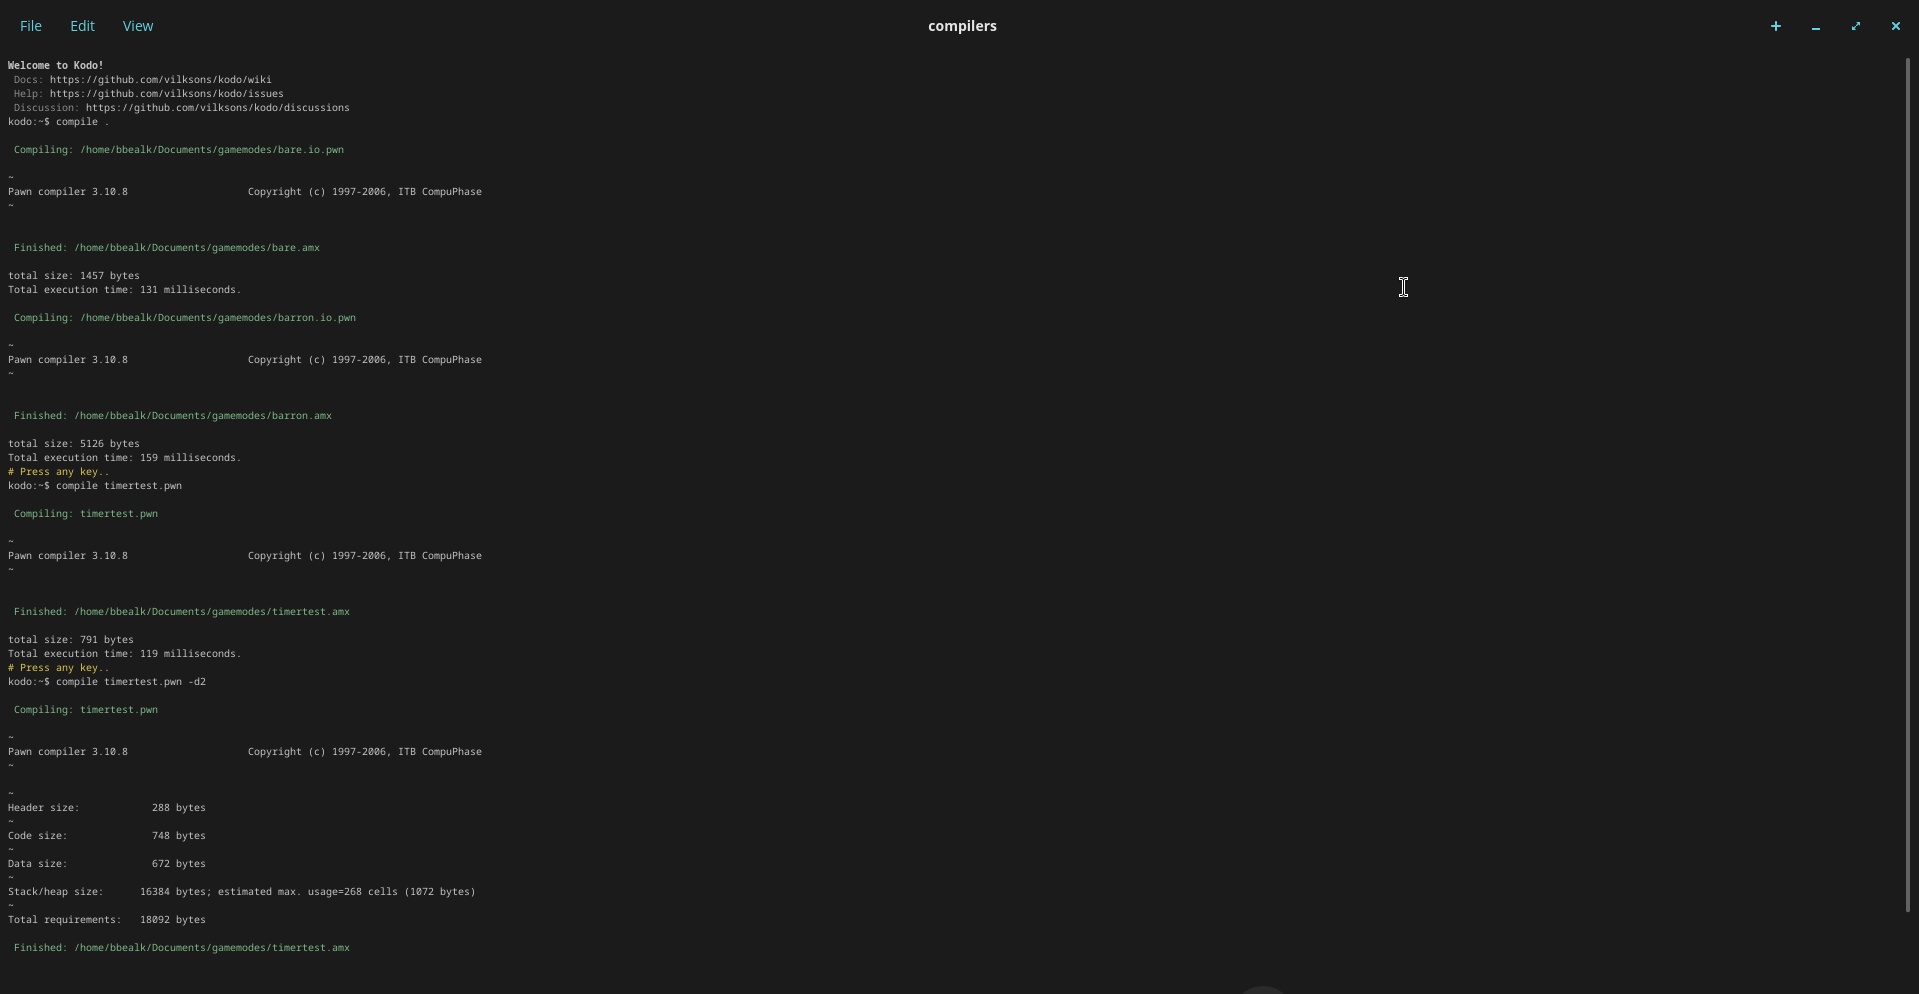 File Edit View compilers
Welcome to Kodo!
Docs: https://github.com/vilksons/kodo/wiki
Help: https://github.com/vilksons/kodo/issues
Discussion: https://github.com/vilksons/kodo/discussions
kodo:~$ compile .
Compiling: /home/bbealk/Documents/gamemodes/bare.io.pwn
~
Pawn compiler 3.10.8 Copyright (c) 1997-2006, ITB CompuPhase
~
Finished: /home/bbealk/Documents/gamemodes/bare.amx
total size: 1457 bytes
Total execution time: 131 milliseconds.
Compiling: /home/bbealk/Documents/gamemodes/barron.io.pwn
~
Pawn compiler 3.10.8 Copyright (c) 1997-2006, ITB CompuPhase
~
Finished: /home/bbealk/Documents/gamemodes/barron.amx
total size: 5126 bytes
Total execution time: 159 milliseconds.
# Press any key..
kodo:~$ compile timertest.pwn
Compiling: timertest.pwn
~
Pawn compiler 3.10.8 Copyright (c) 1997-2006, ITB CompuPhase
~
Finished: /home/bbealk/Documents/gamemodes/timertest.amx
total size: 791 bytes
Total execution time: 119 milliseconds.
# Press any key..
kodo:~$ compile timertest.pwn -d2
Compiling: timertest.pwn
~
Pawn compiler 3.10.8 Copyright (c) 1997-2006, ITB CompuPhase
~
~
Header size: 288 bytes
~
Code size: 748 bytes
~
Data size: 672 bytes
~
Stack/heap size: 16384 bytes; estimated max. usage=268 cells (1072 bytes)
~
Total requirements: 18092 bytes
Finished: /home/bbealk/Documents/gamemodes/timertest.amx